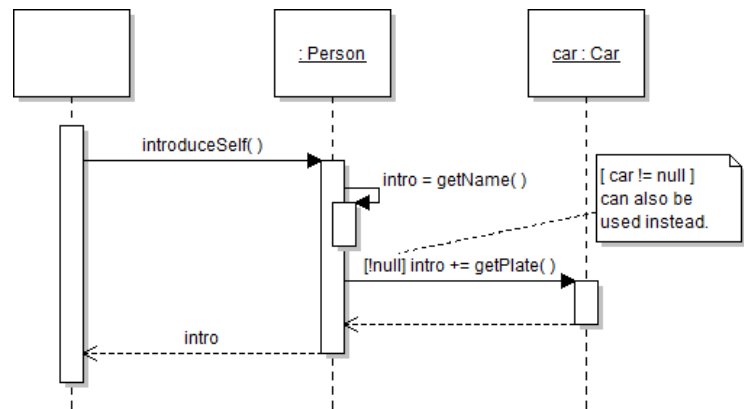 : Person
car : Car
introduceSelf( )
intro = getName( )
[ car != null ]
can also be
used instead.
[!null] intro += getPlate( )
intro